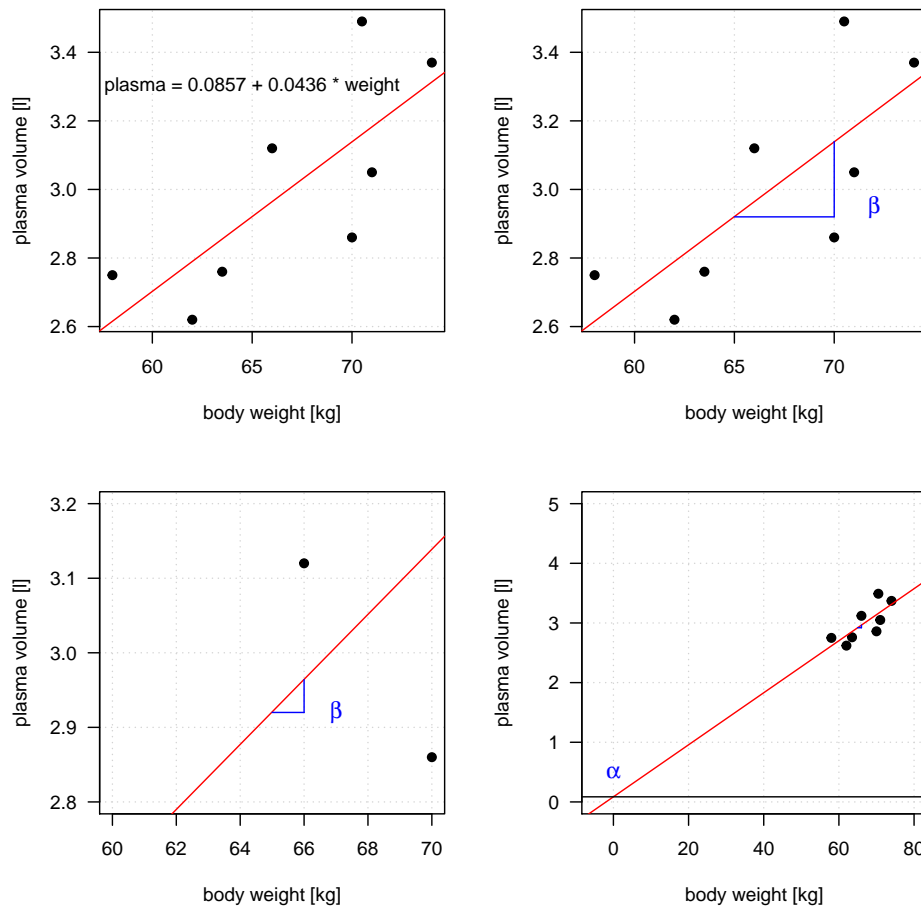 3.4
3.2
3.0
2.8
2.6
plasma volume [l]
plasma = 0.0857 + 0.0436 * weight
60 65 70
body weight [kg]
3.4
3.2
3.0
2.8
2.6
plasma volume [l]
β
60 65 70
body weight [kg]
3.2
3.1
3.0
2.9
2.8
plasma volume [l]
β
60 62 64 66 68 70
body weight [kg]
5
4
3
2
1
0
plasma volume [l]
α
0 20 40 60 80
body weight [kg]